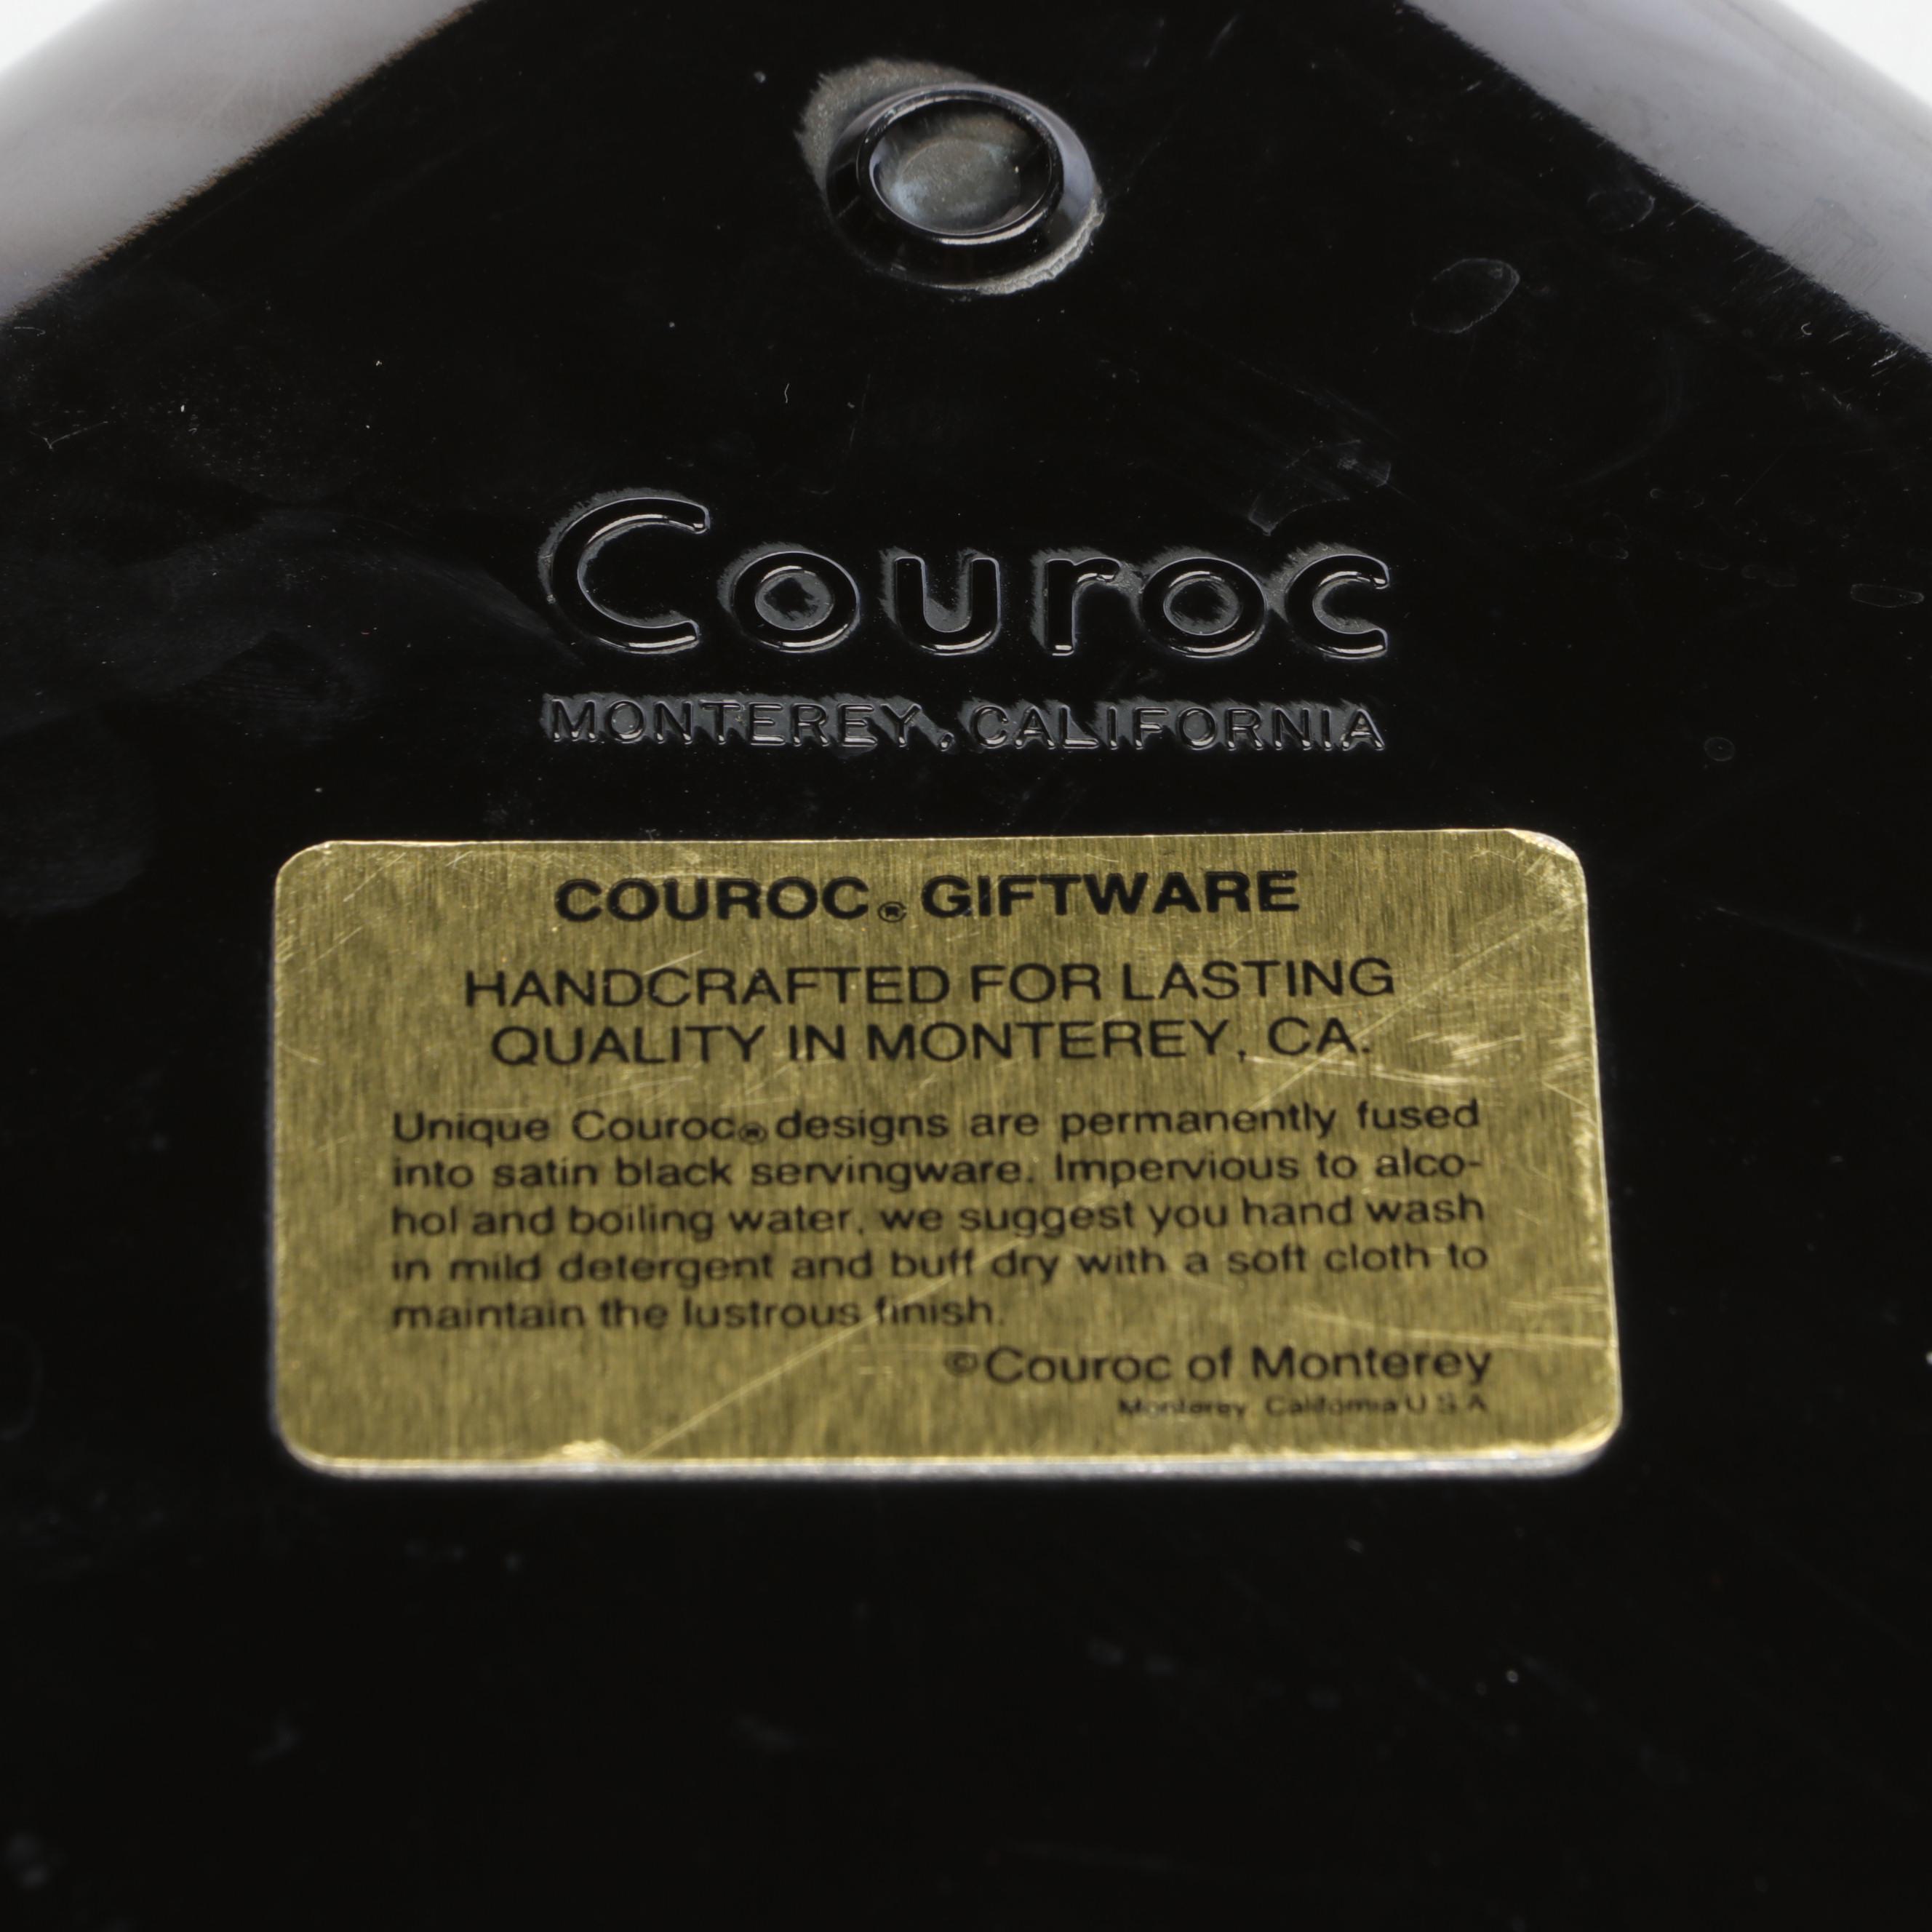 Couroc
MONTEREY, CALIFORNIA
COUROC® GIFTWARE
HANDCRAFTED FOR LASTING
QUALITY IN MONTEREY, CA.
Unique Couroc® designs are permanently fused
into satin black servingware. Impervious to alco-
hol and boiling water, we suggest you hand wash
in mild detergent and buff dry with a soft cloth to
maintain the lustrous finish.
©Couroc of Monterey
Monterey, California U.S.A.